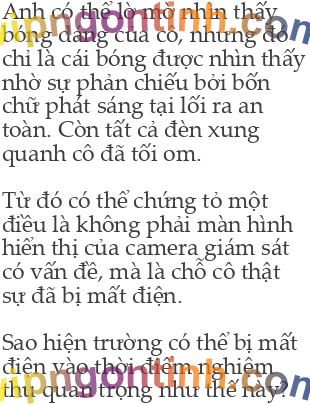 Anh có thể lờ mờ nhìn thấy
bóng dáng của cô, nhưng đó
chỉ là cái bóng được nhìn thấy
nhờ sự phản chiếu bởi bốn
chữ phát sáng tại lối ra an
toàn. Còn tất cả đèn xung
quanh cô đã tối om.
Từ đó có thể chứng tỏ một
điều là không phải màn hình
hiển thị của camera giám sát
có vấn đề, mà là chỗ cô thật
sự đã bị mất điện.
Sao hiện trường có thể bị mất
điện vào thời điểm nghiêm
thu quan trọng như thế này?
vipngontinh.com
vipngontinh.com